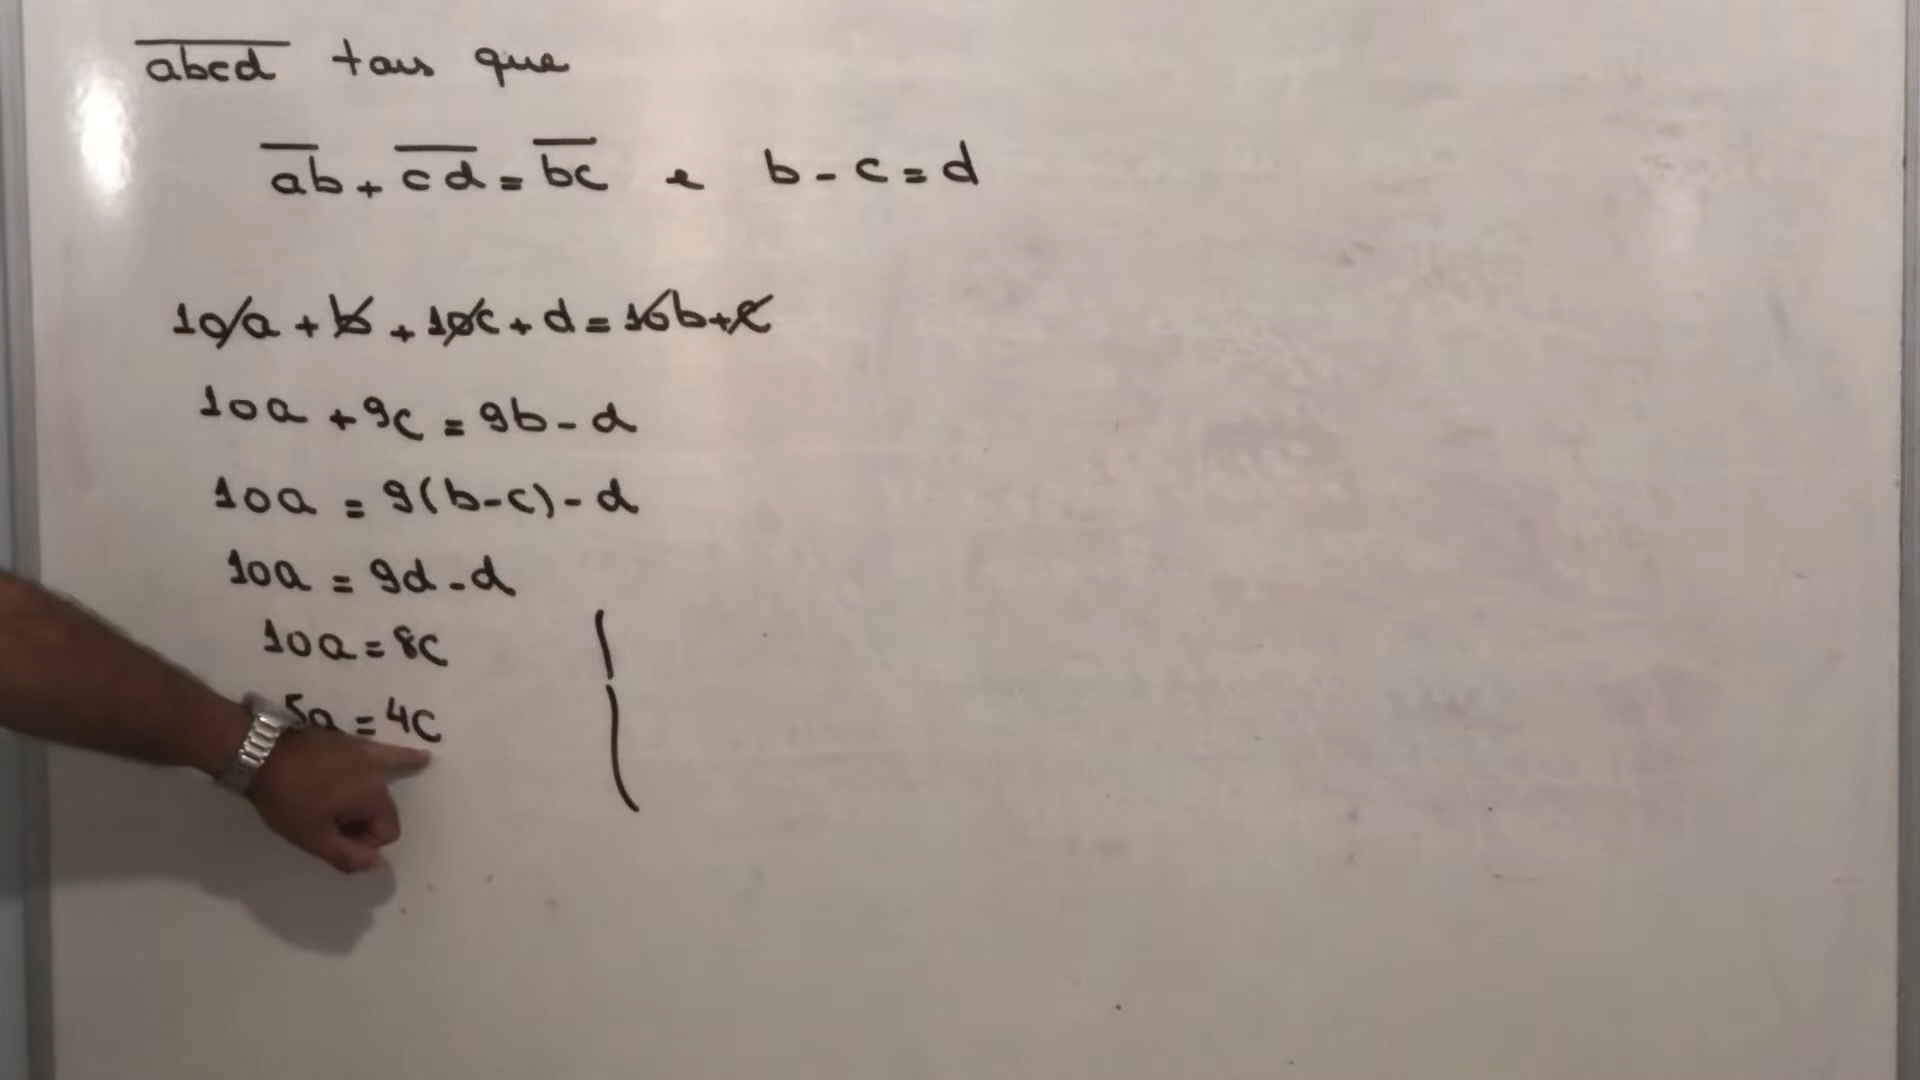 abcd tais que
ab + cd = bc e b - c = d
10a + b + 10c + d = 10b + c
10a + 9c = 9b - d
10a = 9(b-c) - d
10a = 9d - d
10a = 8c
5a = 4c